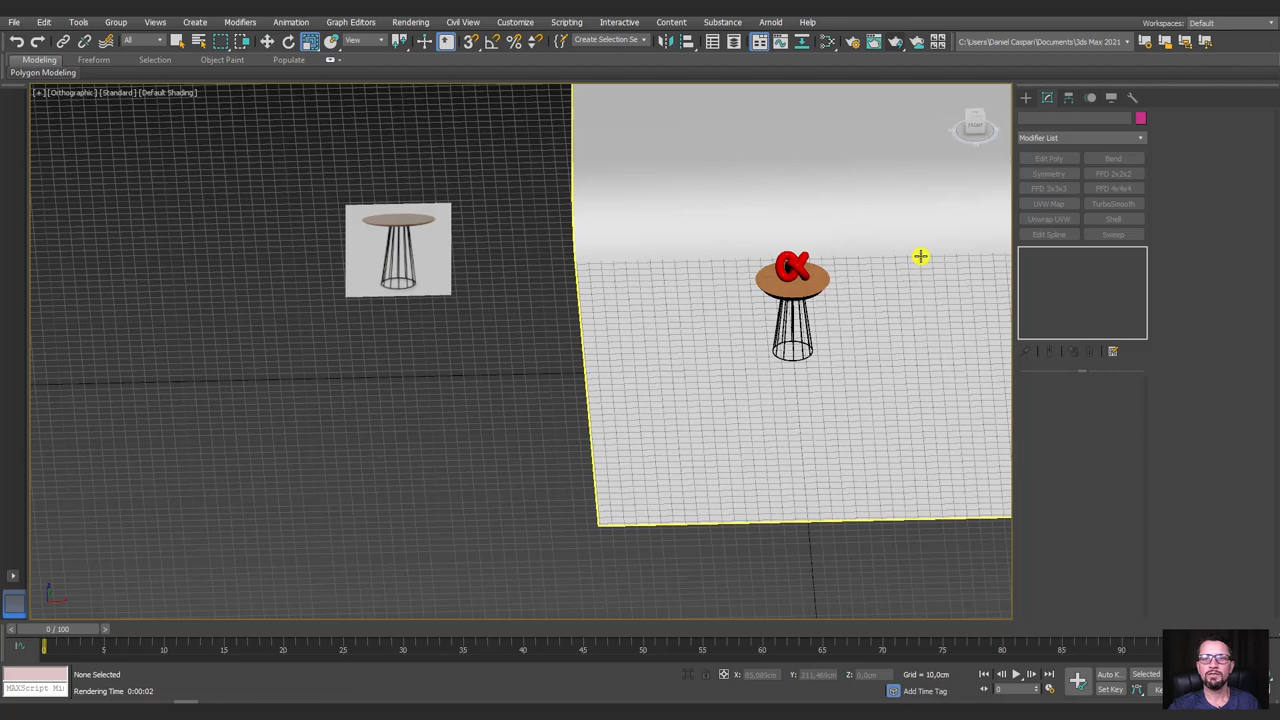 File Edit Tools Group Views Create Modifiers Animation Graph Editors Rendering Civil View Customize Scripting Interactive Content Substance Arnold Help
Workspaces: Default
All
View
Create Selection Se
C:\Users\Daniel Caspari\Documents\3ds Max 2021
Modeling Freeform Selection Object Paint Populate
Polygon Modeling
[+] [Orthographic] [Standard] [Default Shading]
FRONT
Modifier List
Edit Poly Bend
Symmetry FFD 2x2x2
FFD 3x3x3 FFD 4x4x4
UVW Map TurboSmooth
Unwrap UVW Shell
Edit Spline Sweep
α
0 / 100
0 5 10 15 20 25 30 35 40 45 50 55 60 65 70 75 80 85 90
None Selected
X: 85,089cm Y: 211,469cm Z: 0,0cm Grid = 10,0cm
Auto K Selected
MAXScript Mi
Rendering Time 0:00:02
Add Time Tag
0
Set Key